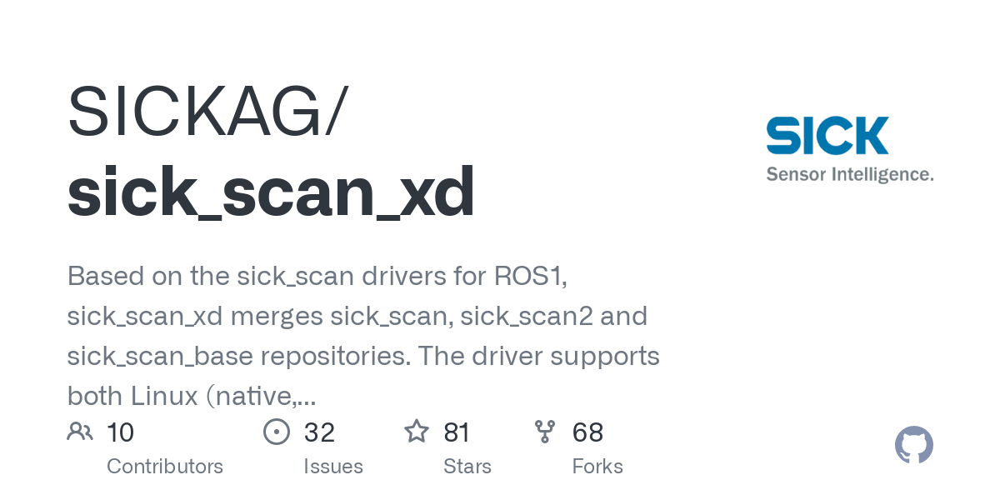 SICKAG/
sick_scan_xd
SICK
Sensor Intelligence.
Based on the sick_scan drivers for ROS1,
sick_scan_xd merges sick_scan, sick_scan2 and
sick_scan_base repositories. The driver supports
both Linux (native,...
10
Contributors
32
Issues
81
Stars
68
Forks